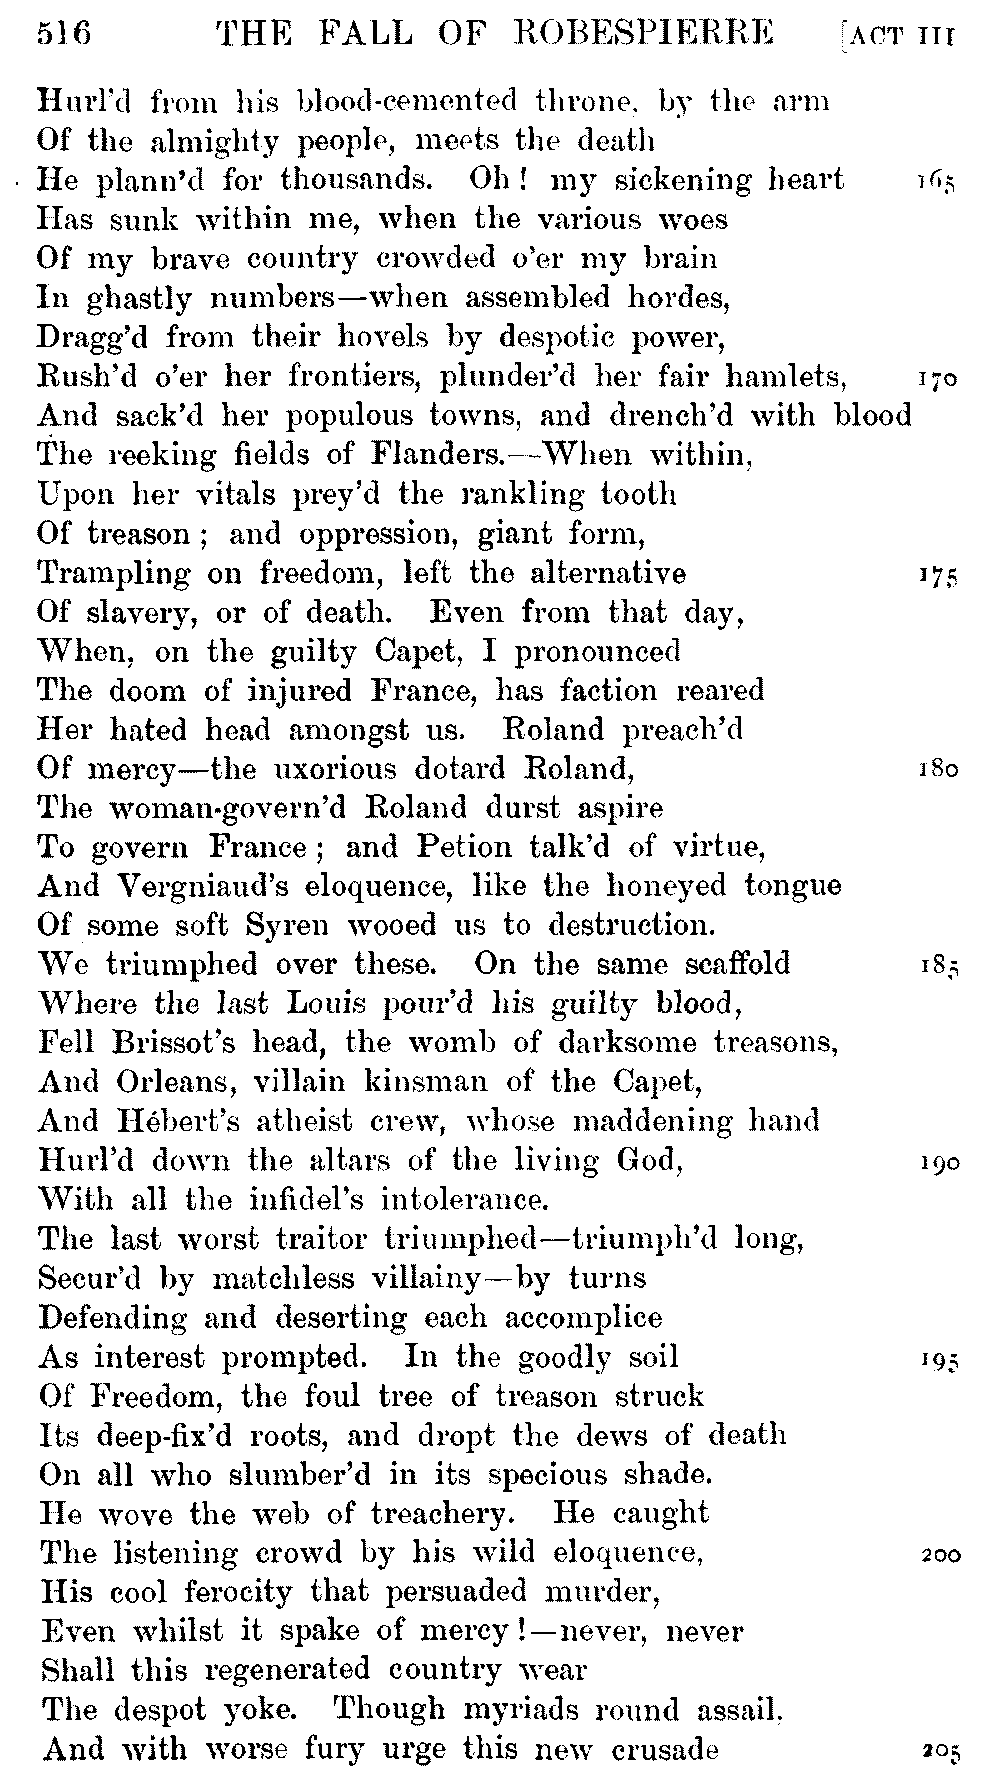 516 THE FALL OF ROBESPIERRE [ACT III
Hurl'd from his blood-cemented throne, by the arm
Of the almighty people, meets the death
He plann'd for thousands. Oh! my sickening heart 165
Has sunk within me, when the various woes
Of my brave country crowded o'er my brain
In ghastly numbers—when assembled hordes,
Dragg'd from their hovels by despotic power,
Rush'd o'er her frontiers, plunder'd her fair hamlets, 170
And sack'd her populous towns, and drench'd with blood
The reeking fields of Flanders.—When within,
Upon her vitals prey'd the rankling tooth
Of treason; and oppression, giant form,
Trampling on freedom, left the alternative 175
Of slavery, or of death. Even from that day,
When, on the guilty Capet, I pronounced
The doom of injured France, has faction reared
Her hated head amongst us. Roland preach'd
Of mercy—the uxorious dotard Roland, 180
The woman-govern'd Roland durst aspire
To govern France; and Petion talk'd of virtue,
And Vergniaud's eloquence, like the honeyed tongue
Of some soft Syren wooed us to destruction.
We triumphed over these. On the same scaffold 185
Where the last Louis pour'd his guilty blood,
Fell Brissot's head, the womb of darksome treasons,
And Orleans, villain kinsman of the Capet,
And Hébert's atheist crew, whose maddening hand
Hurl'd down the altars of the living God, 190
With all the infidel's intolerance.
The last worst traitor triumphed—triumph'd long,
Secur'd by matchless villainy—by turns
Defending and deserting each accomplice
As interest prompted. In the goodly soil 195
Of Freedom, the foul tree of treason struck
Its deep-fix'd roots, and dropt the dews of death
On all who slumber'd in its specious shade.
He wove the web of treachery. He caught
The listening crowd by his wild eloquence, 200
His cool ferocity that persuaded murder,
Even whilst it spake of mercy!—never, never
Shall this regenerated country wear
The despot yoke. Though myriads round assail,
And with worse fury urge this new crusade 205